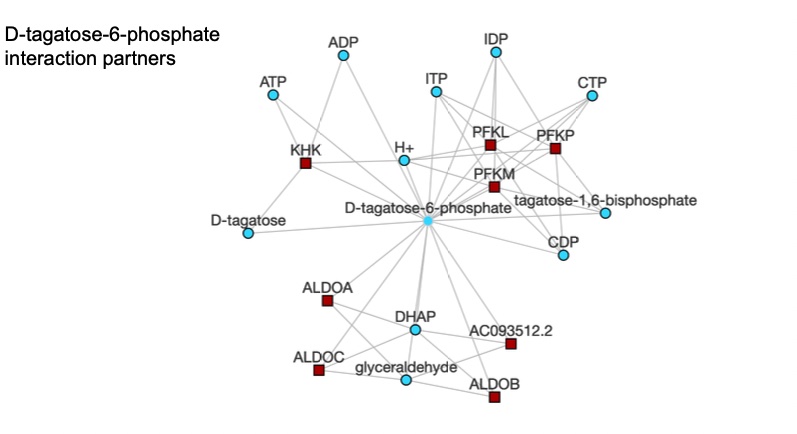 D-tagatose-6-phosphate
interaction partners
ADP
IDP
ATP
ITP
CTP
PFKL
PFKP
KHK
H+
PFKM
tagatose-1,6-bisphosphate
D-tagatose-6-phosphate
D-tagatose
CDP
ALDOA
DHAP
AC093512.2
ALDOC
glyceraldehyde
ALDOB